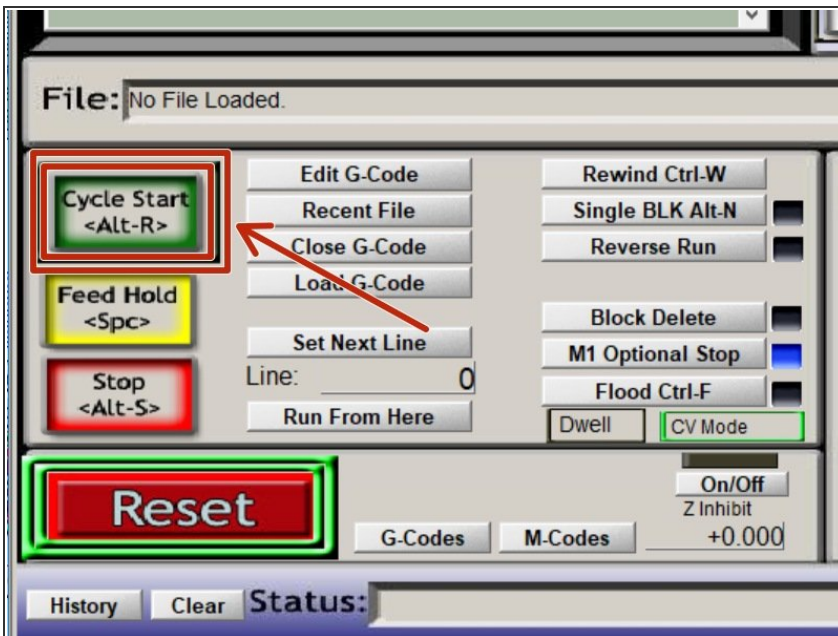 File: No File Loaded.
Cycle Start
<Alt-R>
Feed Hold
<Spc>
Stop
<Alt-S>
Edit G-Code
Recent File
Close G-Code
Load G-Code
Set Next Line
Line: 0
Run From Here
Rewind Ctrl-W
Single BLK Alt-N
Reverse Run
Block Delete
M1 Optional Stop
Flood Ctrl-F
Dwell CV Mode
Reset
G-Codes M-Codes
On/Off
Z Inhibit
+0.000
History Clear Status: